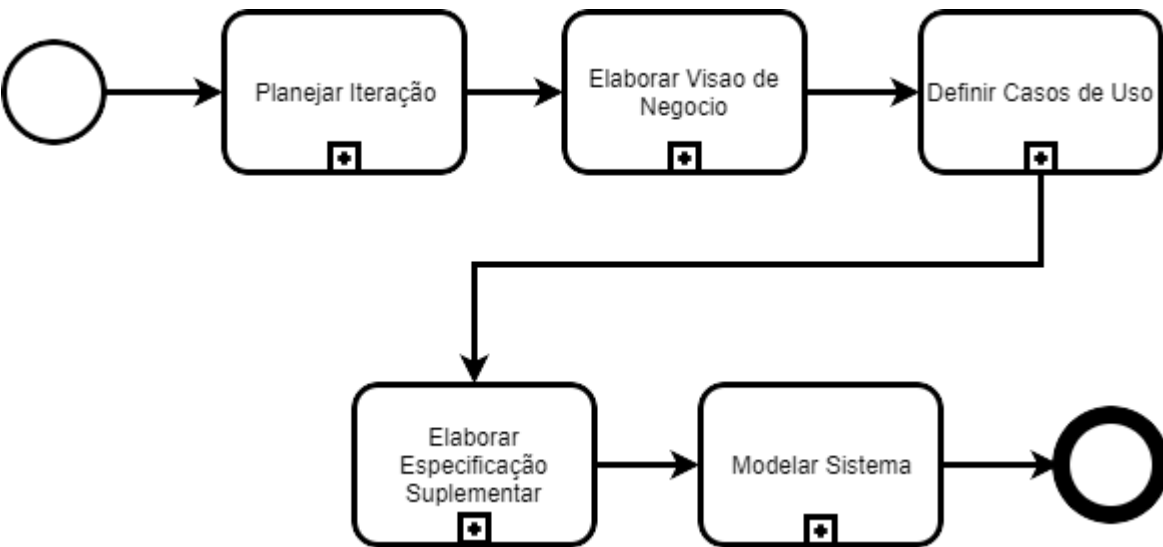 Planejar Iteração
Elaborar Visao de
Negocio
Definir Casos de Uso
Elaborar
Especificação
Suplementar
Modelar Sistema